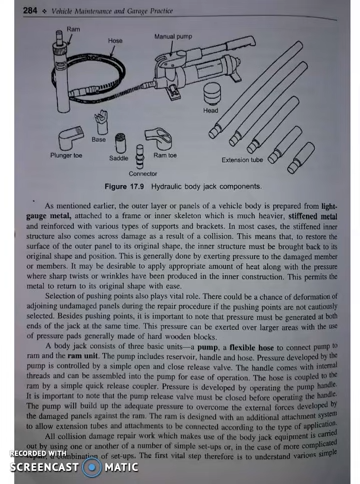 284 ❖ Vehicle Maintenance and Garage Practice
Ram
Hose
Manual pump
Head
Base
Plunger toe
Saddle
Ram toe
Extension tube
Connector
Figure 17.9 Hydraulic body jack components.
As mentioned earlier, the outer layer or panels of a vehicle body is prepared from light-
gauge metal, attached to a frame or inner skeleton which is much heavier, stiffened metal
and reinforced with various types of supports and brackets. In most cases, the stiffened inner
structure also comes across damage as a result of a collision. This means that, to restore the
surface of the outer panel to its original shape, the inner structure must be brought back to its
original shape and position. This is generally done by exerting pressure to the damaged member
or members. It may be desirable to apply appropriate amount of heat along with the pressure
where sharp twists or wrinkles have been produced in the inner construction. This permits the
metal to return to its original shape with ease.
Selection of pushing points also plays vital role. There could be a chance of deformation of
adjoining undamaged panels during the repair procedure if the pushing points are not cautiously
selected. Besides pushing points, it is important to note that pressure must be generated at both
ends of the jack at the same time. This pressure can be exerted over larger areas with the use
of pressure pads generally made of hard wooden blocks.
A body jack consists of three basic units—a pump, a flexible hose to connect pump to
ram and the ram unit. The pump includes reservoir, handle and hose. Pressure developed by the
pump is controlled by a simple open and close release valve. The handle comes with internal
threads and can be assembled into the pump for ease of operation. The hose is coupled to the
ram by a simple quick release coupler. Pressure is developed by operating the pump handle.
It is important to note that the pump release valve must be closed before operating the handle.
The pump will build up the adequate pressure to overcome the external forces developed by
the damaged panels against the ram. The ram is designed with an additional attachment system
to allow extension tubes and attachments to be connected according to the type of application.
All collision damage repair work which makes use of the body jack equipment is carried
out by using one or another of a number of simple set-ups or, in the case of more complicated
a combination of set-ups. The first vital step therefore is to understand various simple
RECORDED WITH
SCREENCAST MATIC